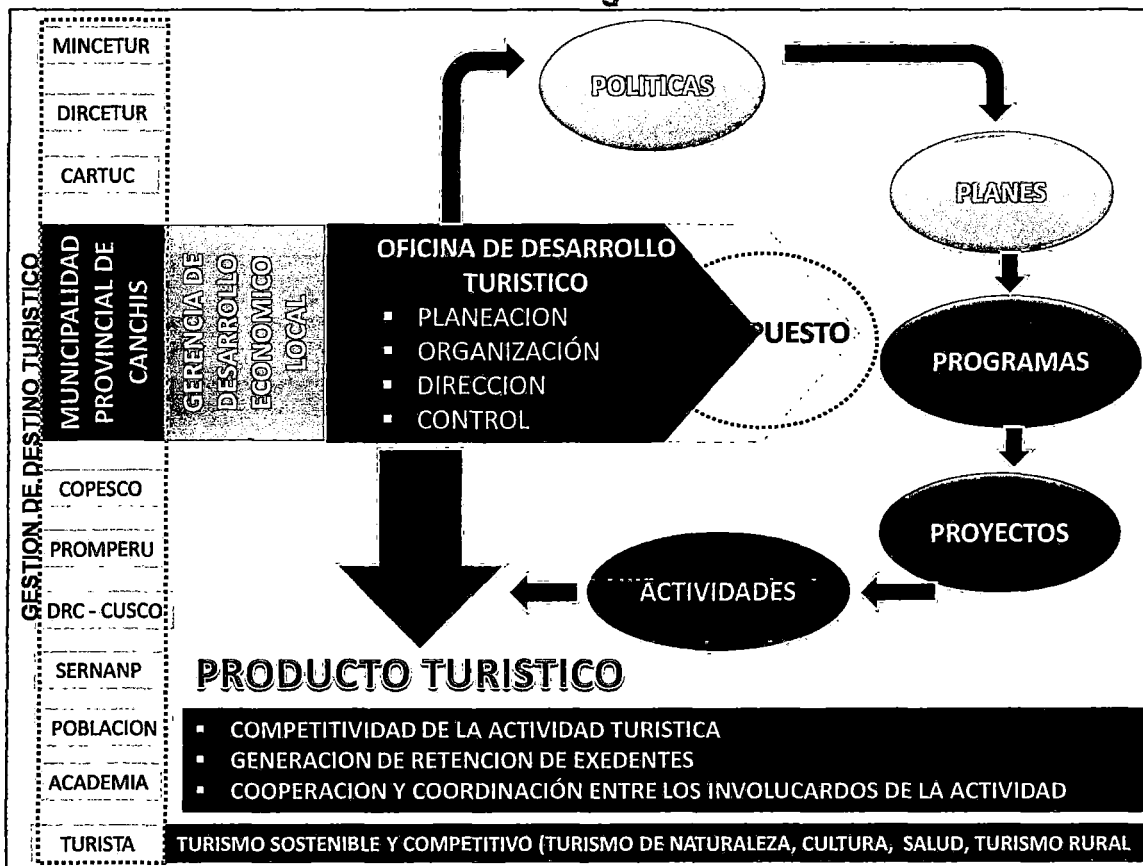 GESTION DE DESTINO TURISTICO
MINCETUR
DIRCETUR
CARTUC
MUNICIPALIDAD
PROVINCIAL DE
CANCHIS
COPESCO
PROMPERU
DRC - CUSCO
SERNANP
POBLACION
ACADEMIA
TURISTA
GERENCIA DE
DESARROLLO
ECONOMICO
LOCAL
OFICINA DE DESARROLLO
TURISTICO
▪ PLANEACION
▪ ORGANIZACIÓN
▪ DIRECCION
▪ CONTROL
PUESTO
POLITICAS
PLANES
PROGRAMAS
PROYECTOS
ACTIVIDADES
PRODUCTO TURISTICO
▪ COMPETITIVIDAD DE LA ACTIVIDAD TURISTICA
▪ GENERACION DE RETENCION DE EXEDENTES
▪ COOPERACION Y COORDINACIÓN ENTRE LOS INVOLUCARDOS DE LA ACTIVIDAD
TURISMO SOSTENIBLE Y COMPETITIVO (TURISMO DE NATURALEZA, CULTURA, SALUD, TURISMO RURAL